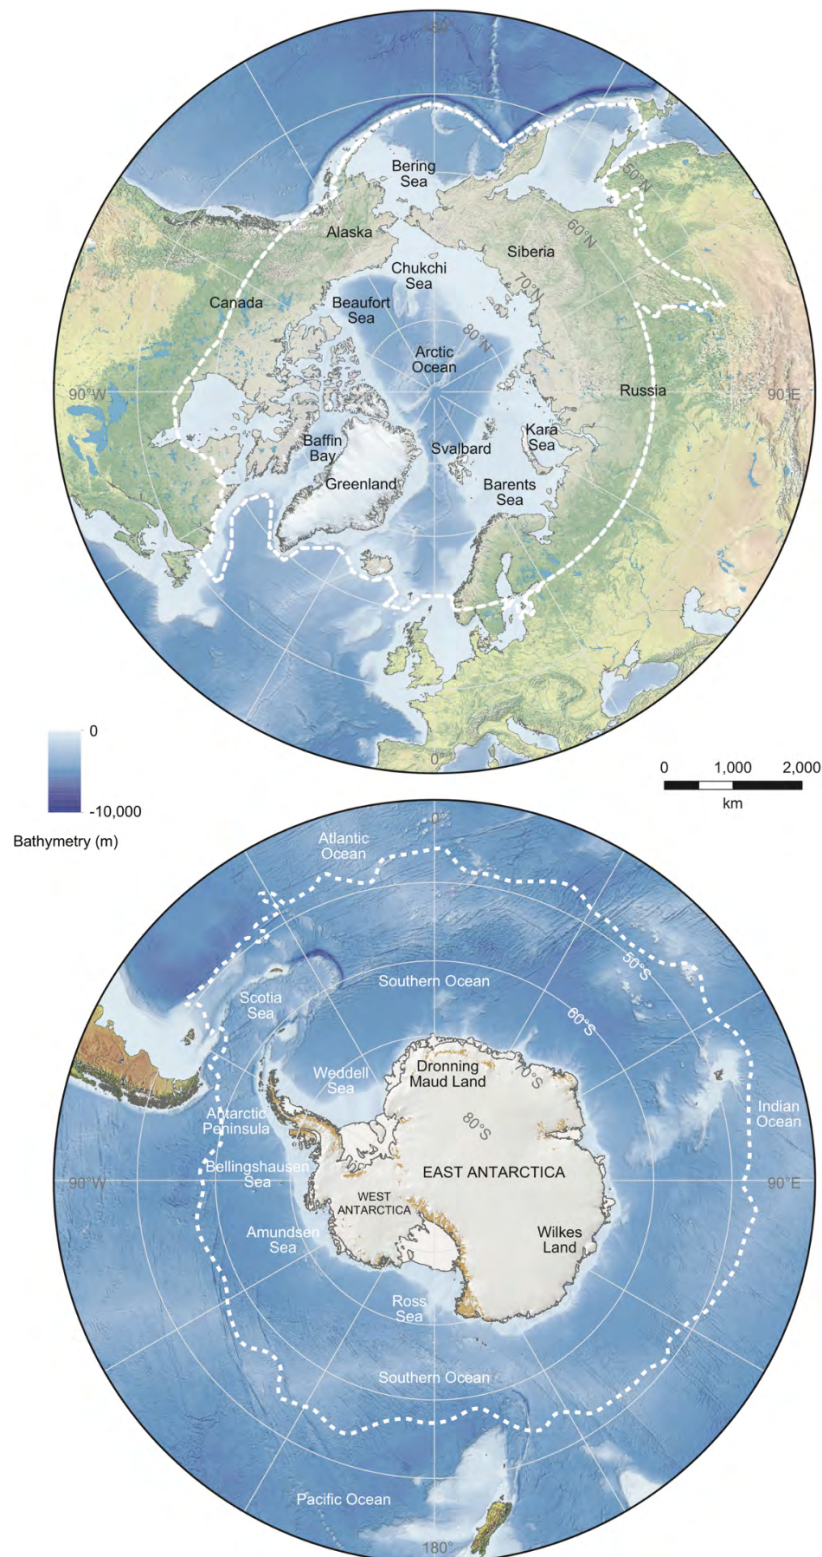 180°
Bering
Sea
50°N
Alaska
60°N
Siberia
Chukchi
Sea
70°N
Canada
Beaufort
Sea
80°N
Arctic
Ocean
90°W
Russia
90°E
Kara
Sea
Baffin
Bay
Svalbard
Greenland
Barents
Sea
0°
0
-10,000
Bathymetry (m)
0 1,000 2,000
km
0°
Atlantic
Ocean
50°S
Southern Ocean
Scotia
Sea
60°S
Weddell
Sea
Dronning
Maud Land
70°S
80°S
Antarctic
Peninsula
Indian
Ocean
Bellingshausen
Sea
EAST ANTARCTICA
90°W
90°E
WEST
ANTARCTICA
Amundsen
Sea
Wilkes
Land
Ross
Sea
Southern Ocean
Pacific Ocean
180°